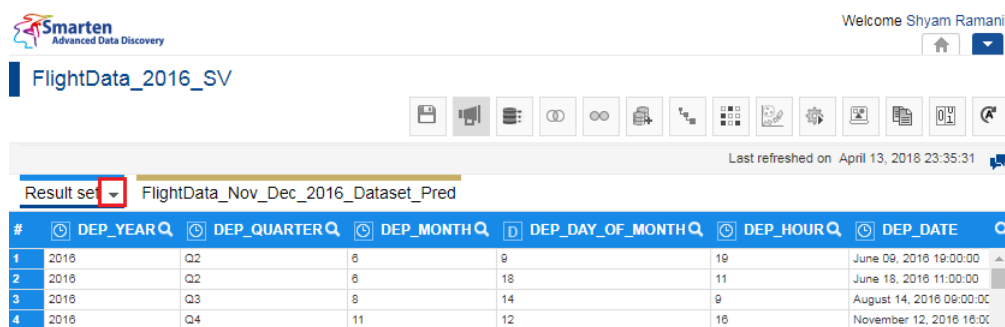 Smarten
Advanced Data Discovery
Welcome Shyam Ramani
FlightData_2016_SV
Last refreshed on April 13, 2018 23:35:31
Result set FlightData_Nov_Dec_2016_Dataset_Pred
# DEP_YEAR DEP_QUARTER DEP_MONTH D DEP_DAY_OF_MONTH DEP_HOUR DEP_DATE
1 2016 Q2 6 9 19 June 09, 2016 19:00:00
2 2016 Q2 6 18 11 June 18, 2016 11:00:00
3 2016 Q3 8 14 9 August 14, 2016 09:00:00
4 2016 Q4 11 12 16 November 12, 2016 16:00